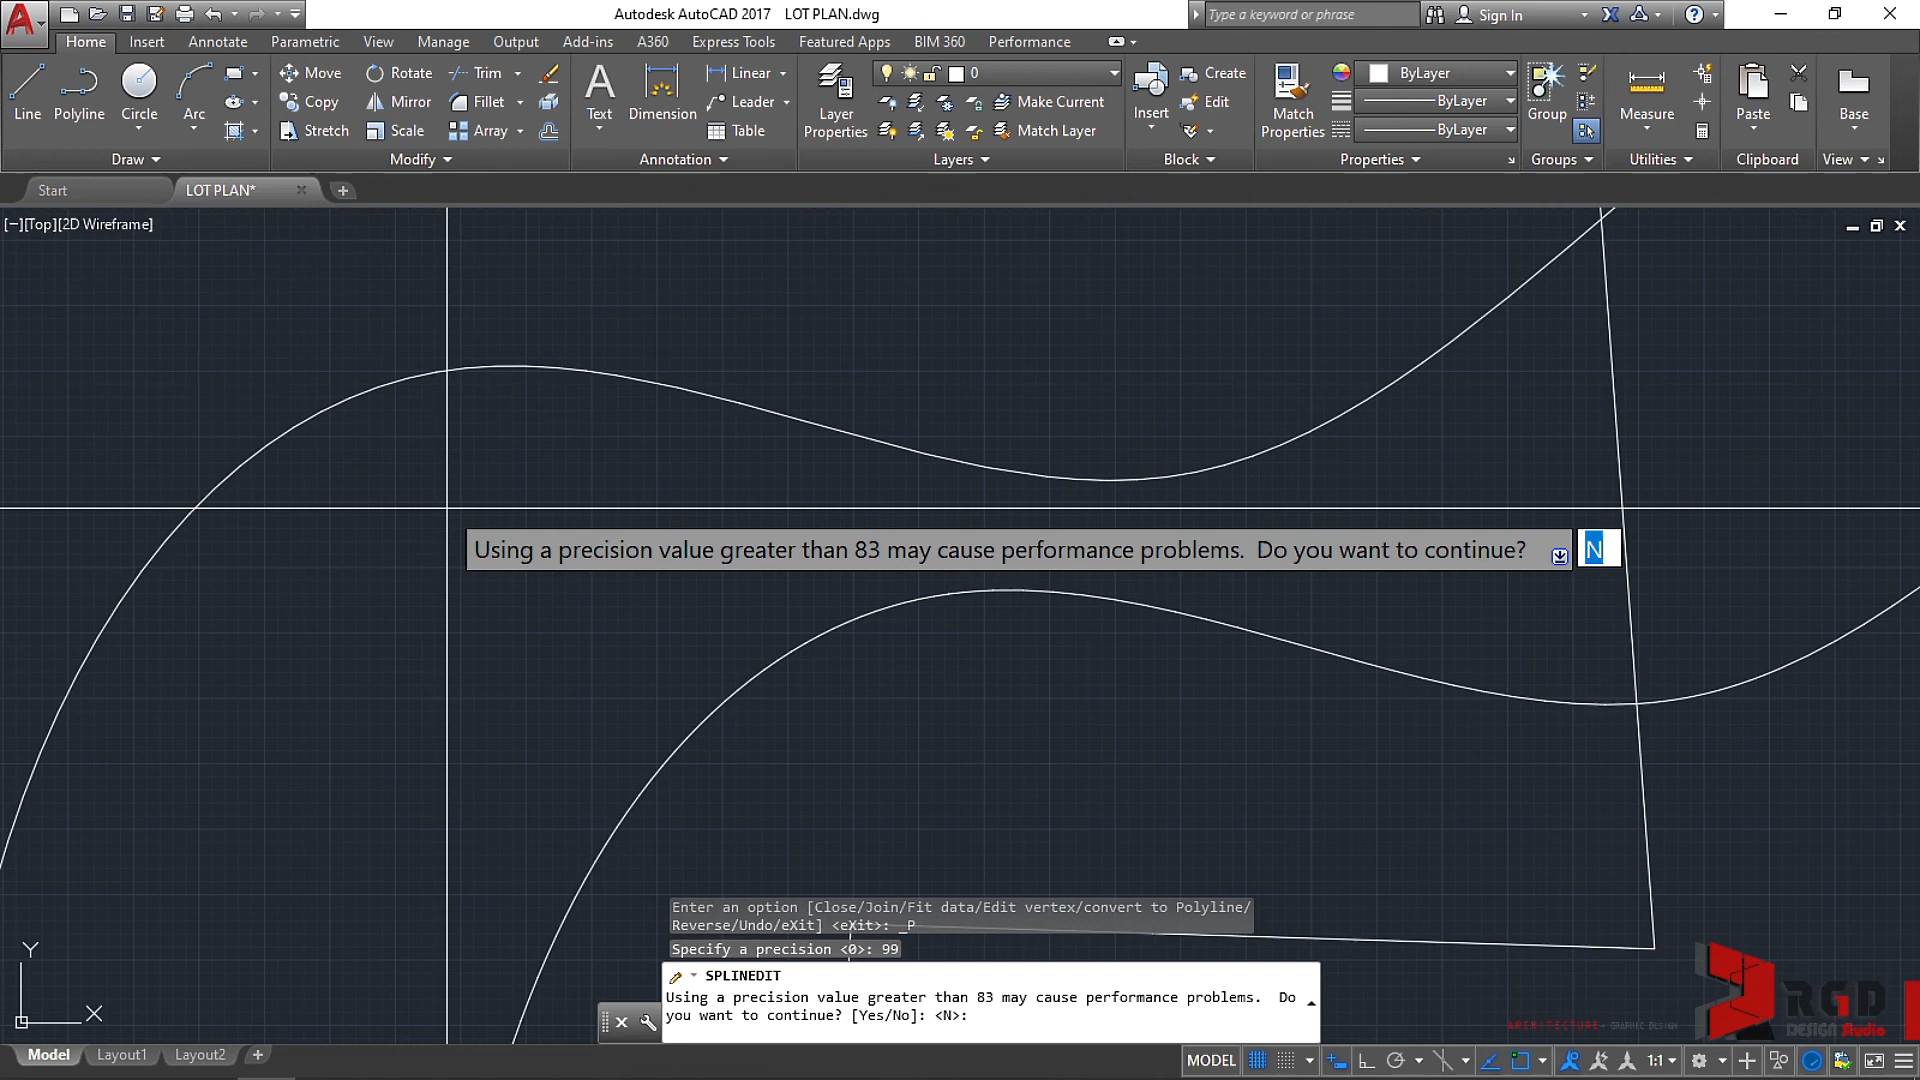 Autodesk AutoCAD 2017 LOT PLAN.dwg
Type a keyword or phrase
Sign In
Home Insert Annotate Parametric View Manage Output Add-ins A360 Express Tools Featured Apps BIM 360 Performance
Line Polyline Circle Arc
Move Rotate Trim
Copy Mirror Fillet
Stretch Scale Array
Text Dimension
Linear
Leader
Table
Layer Properties
0
Make Current
Match Layer
Insert
Create
Edit
Match Properties
ByLayer
ByLayer
ByLayer
Group
Measure
Paste
Base
Draw Modify Annotation Layers Block Properties Groups Utilities Clipboard View
Start LOT PLAN*
[−][Top][2D Wireframe]
Using a precision value greater than 83 may cause performance problems. Do you want to continue? N
Enter an option [Close/Join/Fit data/Edit vertex/convert to Polyline/
Reverse/Undo/eXit] <eXit>: _P
Specify a precision <0>: 99
SPLINEDIT
Using a precision value greater than 83 may cause performance problems. Do
you want to continue? [Yes/No]: <N>:
Y
X
RGD
DESIGN Studio
ARCHITECTURE + GRAPHIC DESIGN
Model Layout1 Layout2
MODEL 1:1